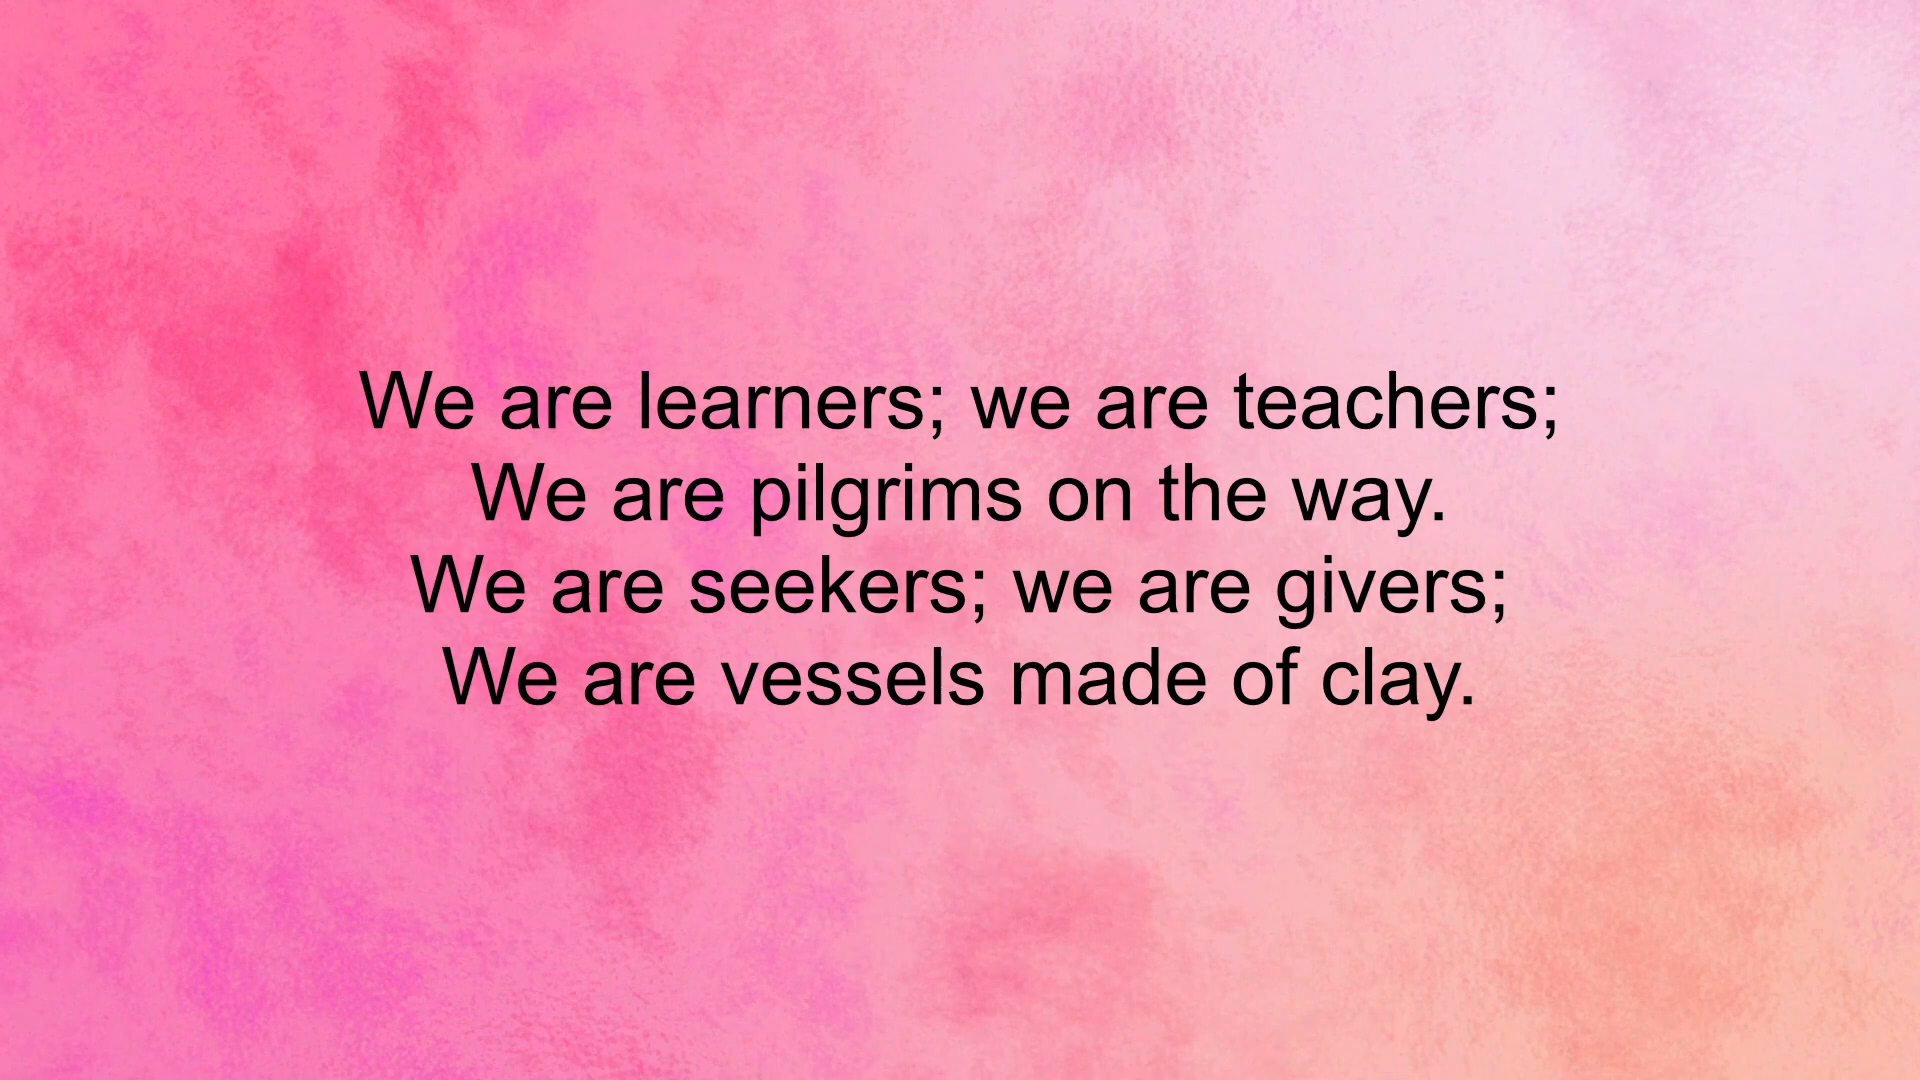 We are learners; we are teachers;
We are pilgrims on the way.
We are seekers; we are givers;
We are vessels made of clay.